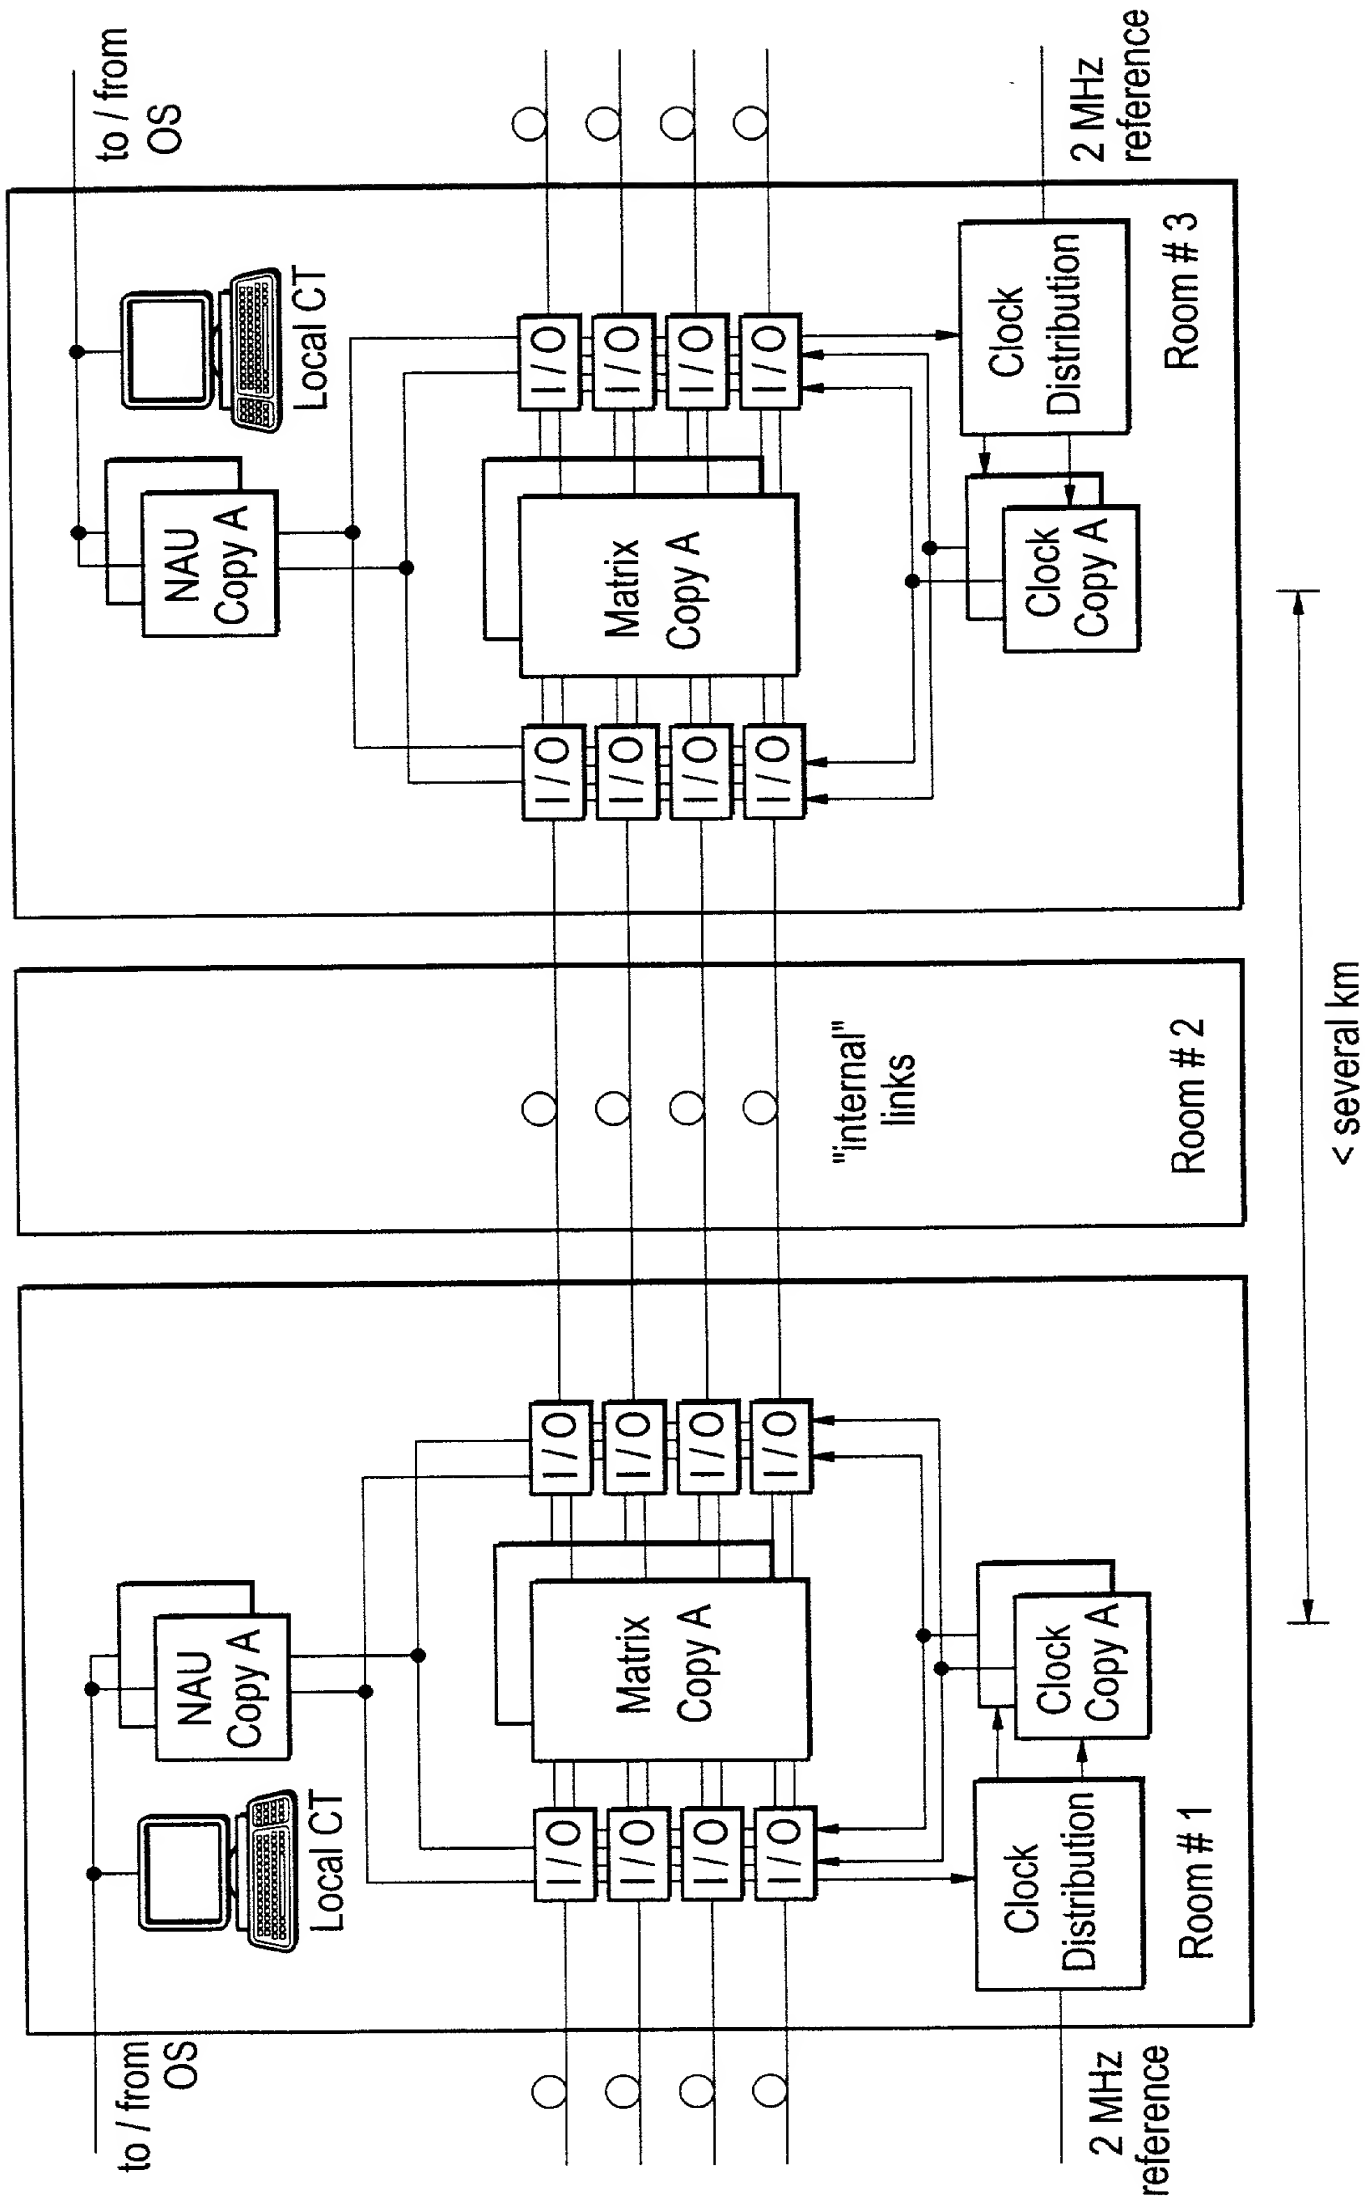 to / from
OS
Local CT
NAU
Copy A
I / O
I / O
I / O
I / O
Matrix
Copy A
I / O
I / O
I / O
I / O
Clock
Distribution
Clock
Copy A
2 MHz
reference
Room # 1
"internal"
links
Room # 2
NAU
Copy A
Local CT
to / from
OS
I / O
I / O
I / O
I / O
Matrix
Copy A
I / O
I / O
I / O
I / O
Clock
Copy A
Clock
Distribution
2 MHz
reference
Room # 3
< several km